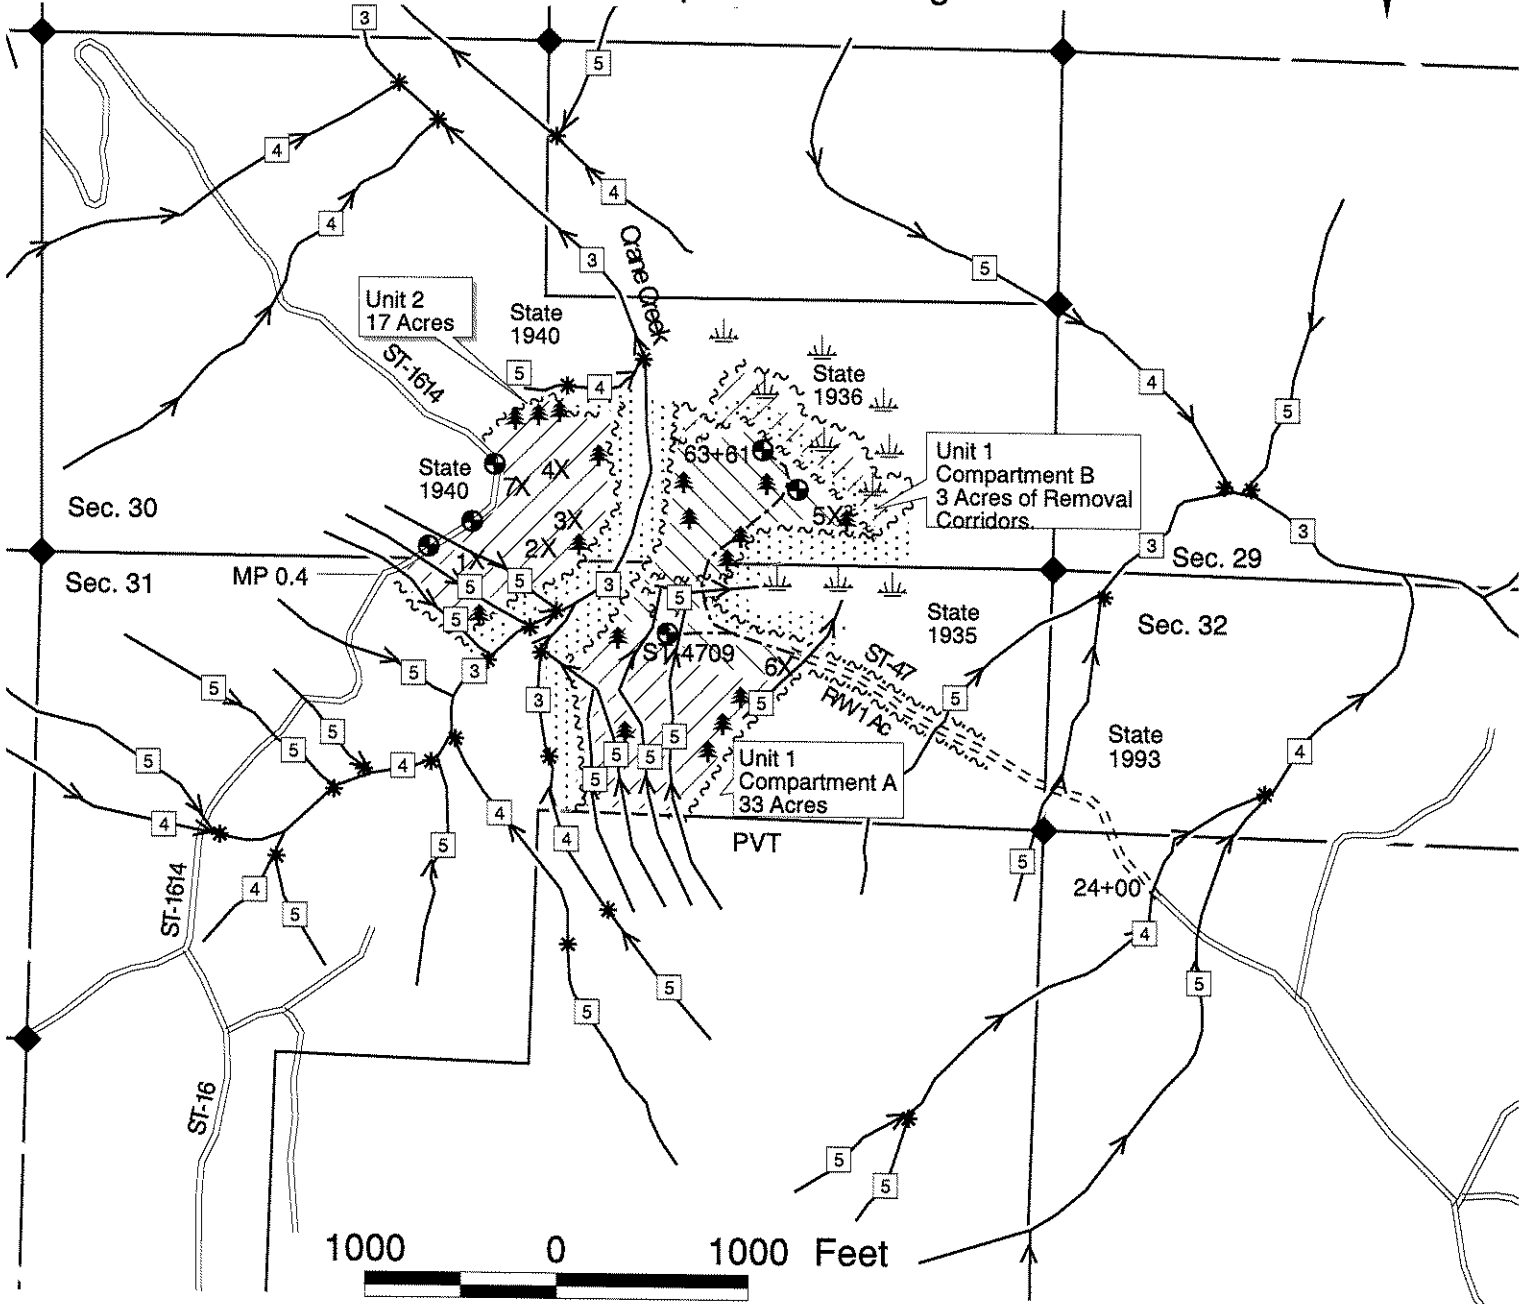 3
5
4
4
4
3
Crane Creek
5
Unit 2
17 Acres
State
1940
ST-1614
5
4
State
1936
4
5
63+61
Unit 1
Compartment B
3 Acres of Removal
Corridors.
State
1940
4X
7X
5X
Sec. 30
3X
2X
3
3
Sec. 29
1X
MP 0.4
Sec. 31
5
5
3
5
State
1935
Sec. 32
5
ST-4709
6X
ST-47
R/W 1 Ac
5
3
5
3
5
5
5
State
1993
5
5
5
5
5
4
5
5
4
Unit 1
Compartment A
33 Acres
4
4
4
5
PVT
5
24+00
ST-1614
4
5
4
5
5
5
ST-16
5
5
1000 0 1000 Feet